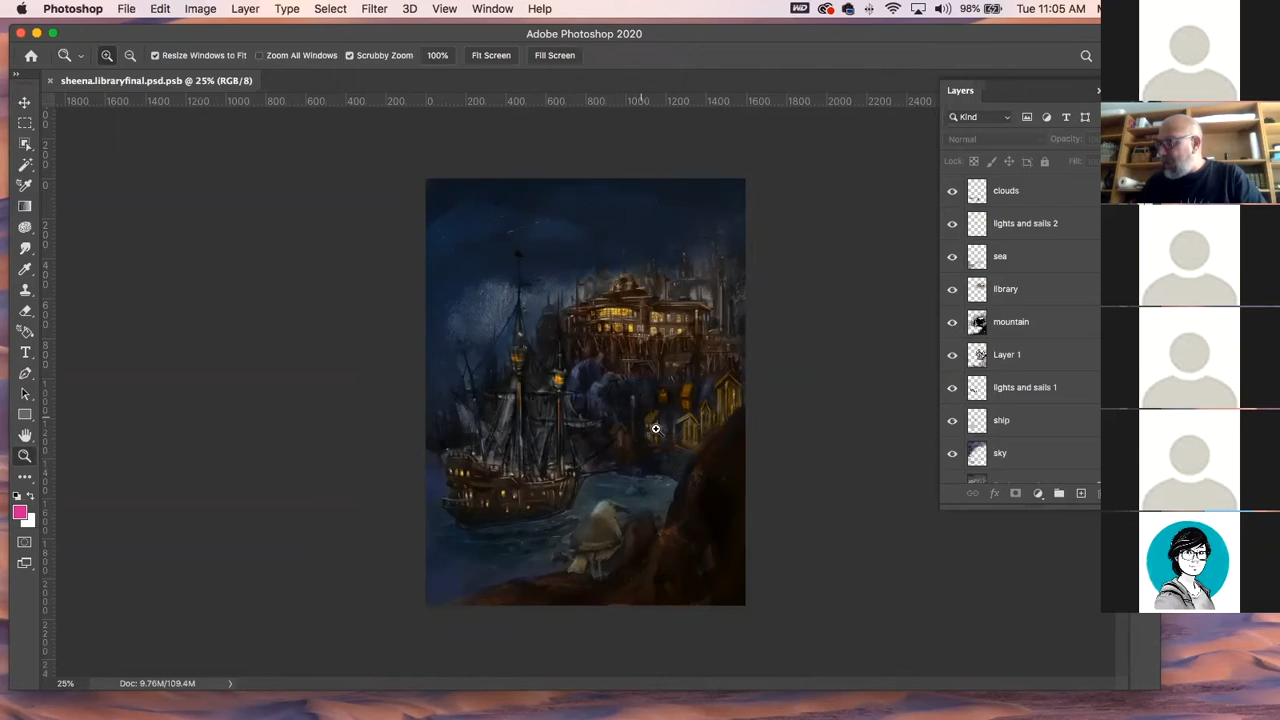 Photoshop File Edit Image Layer Type Select Filter 3D View Window Help 98% Tue 11:05 AM
Adobe Photoshop 2020
Resize Windows to Fit Zoom All Windows Scrubby Zoom 100% Fit Screen Fill Screen
sheena.libraryfinal.psd.psb @ 25% (RGB/8)
1800 1600 1400 1200 1000 800 600 400 200 0 200 400 600 800 1000 1200 1400 1600 1800 2000 2200 2400
Layers
Kind
Normal Opacity:
Lock: Fill:
clouds
lights and sails 2
sea
library
mountain
Layer 1
lights and sails 1
ship
sky
25% Doc: 9.76M/109.4M